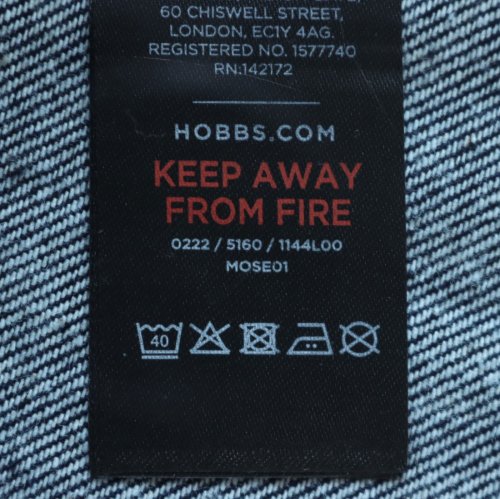 60 CHISWELL STREET,
LONDON, EC1Y 4AG.
REGISTERED NO. 1577740
RN:142172
HOBBS.COM
KEEP AWAY
FROM FIRE
0222 / 5160 / 1144L00
MOSE01
40